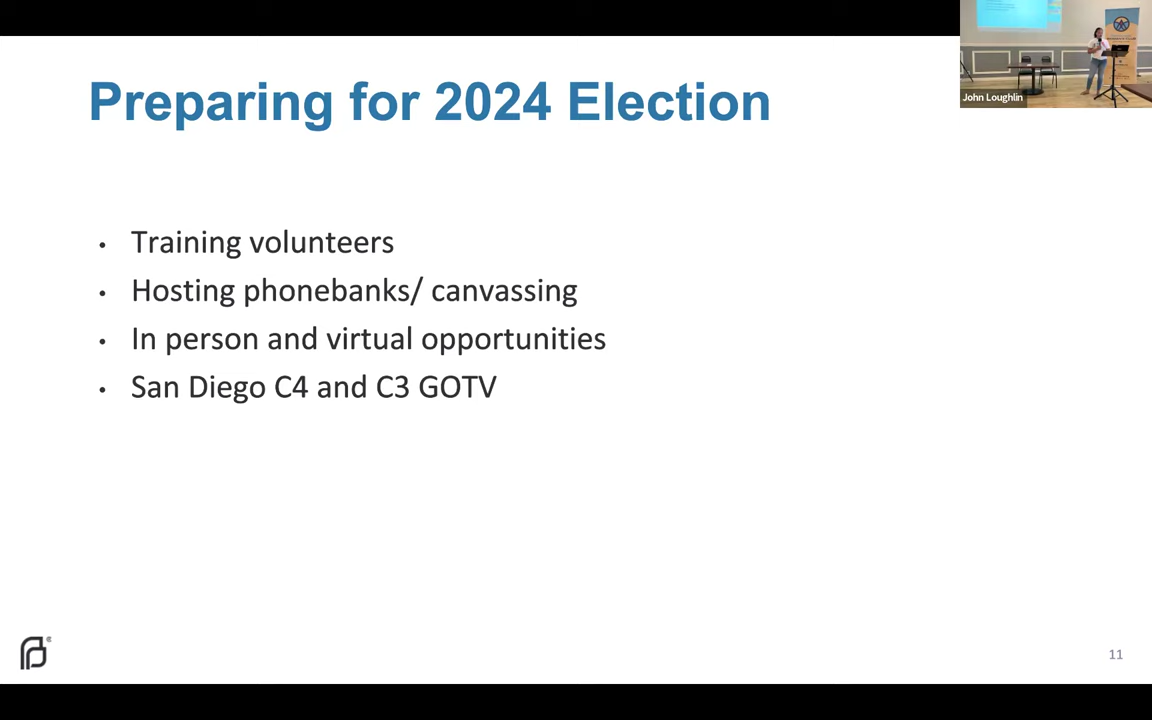 Preparing for 2024 Election
John Loughlin
• Training volunteers
• Hosting phonebanks/ canvassing
• In person and virtual opportunities
• San Diego C4 and C3 GOTV
11